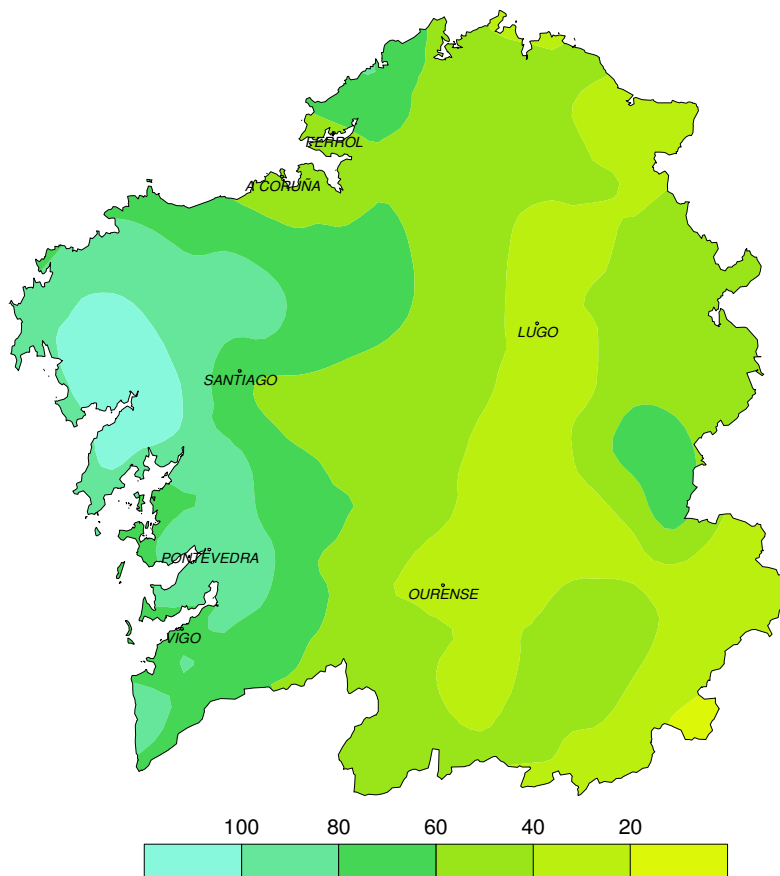 FERROL
A CORUÑA
LUGO
SANTIAGO
PONTEVEDRA
OURENSE
VIGO
100 80 60 40 20